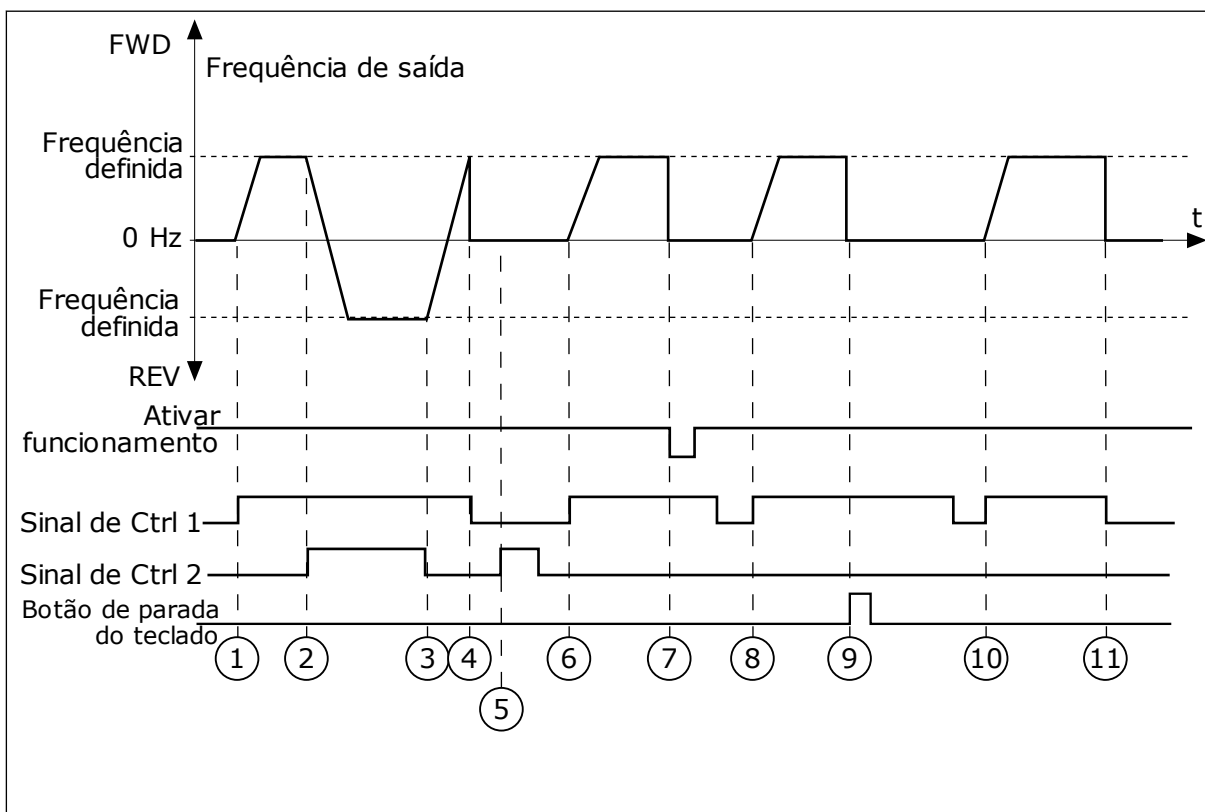 FWD
Frequência de saída
Frequência
definida
0 Hz
t
Frequência
definida
REV
Ativar
funcionamento
Sinal de Ctrl 1
Sinal de Ctrl 2
Botão de parada
do teclado
1 2 3 4 6 7 8 9 10 11
5